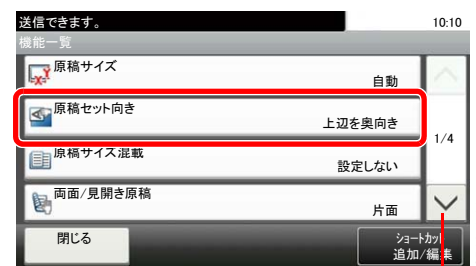 送信できます。 10:10
機能一覧
原稿サイズ
自動
原稿セット向き
上辺を奥向き
1/4
原稿サイズ混載
設定しない
両面/見開き原稿
片面
閉じる
ショートカット
追加/編集